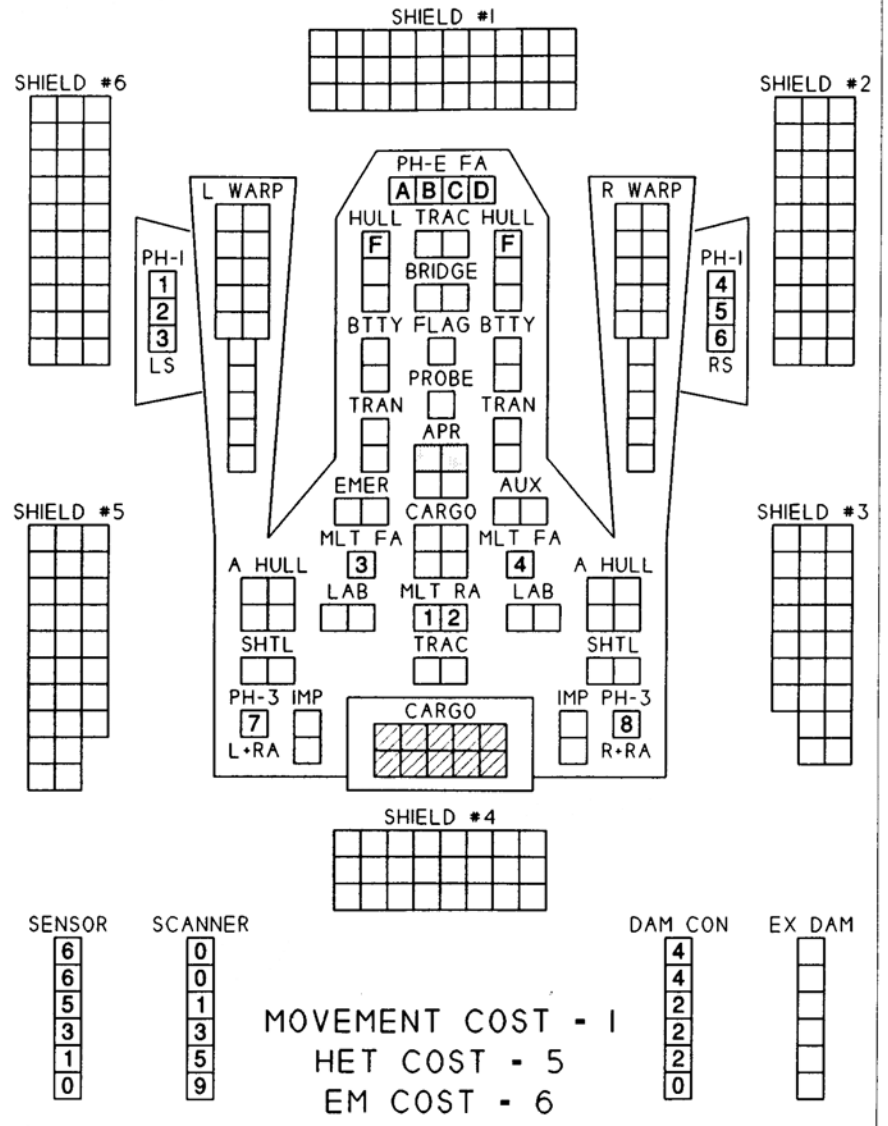 SHIELD #1
SHIELD #6
SHIELD #2
PH-E FA
A B C D
L WARP
R WARP
HULL TRAC HULL
F F
PH-1
1
2
3
LS
PH-1
4
5
6
RS
BRIDGE
BTTY FLAG BTTY
PROBE
TRAN TRAN
APR
EMER AUX
SHIELD #5
CARGO
SHIELD #3
MLT FA MLT FA
3 4
A HULL A HULL
LAB MLT RA LAB
1 2
SHTL TRAC SHTL
PH-3 IMP IMP PH-3
7 8
L+RA R+RA
CARGO
SHIELD #4
SENSOR SCANNER DAM CON EX DAM
6 0 4
6 0 4
5 1 2
3 3 2
1 5 2
0 9 0
MOVEMENT COST - 1
HET COST - 5
EM COST - 6